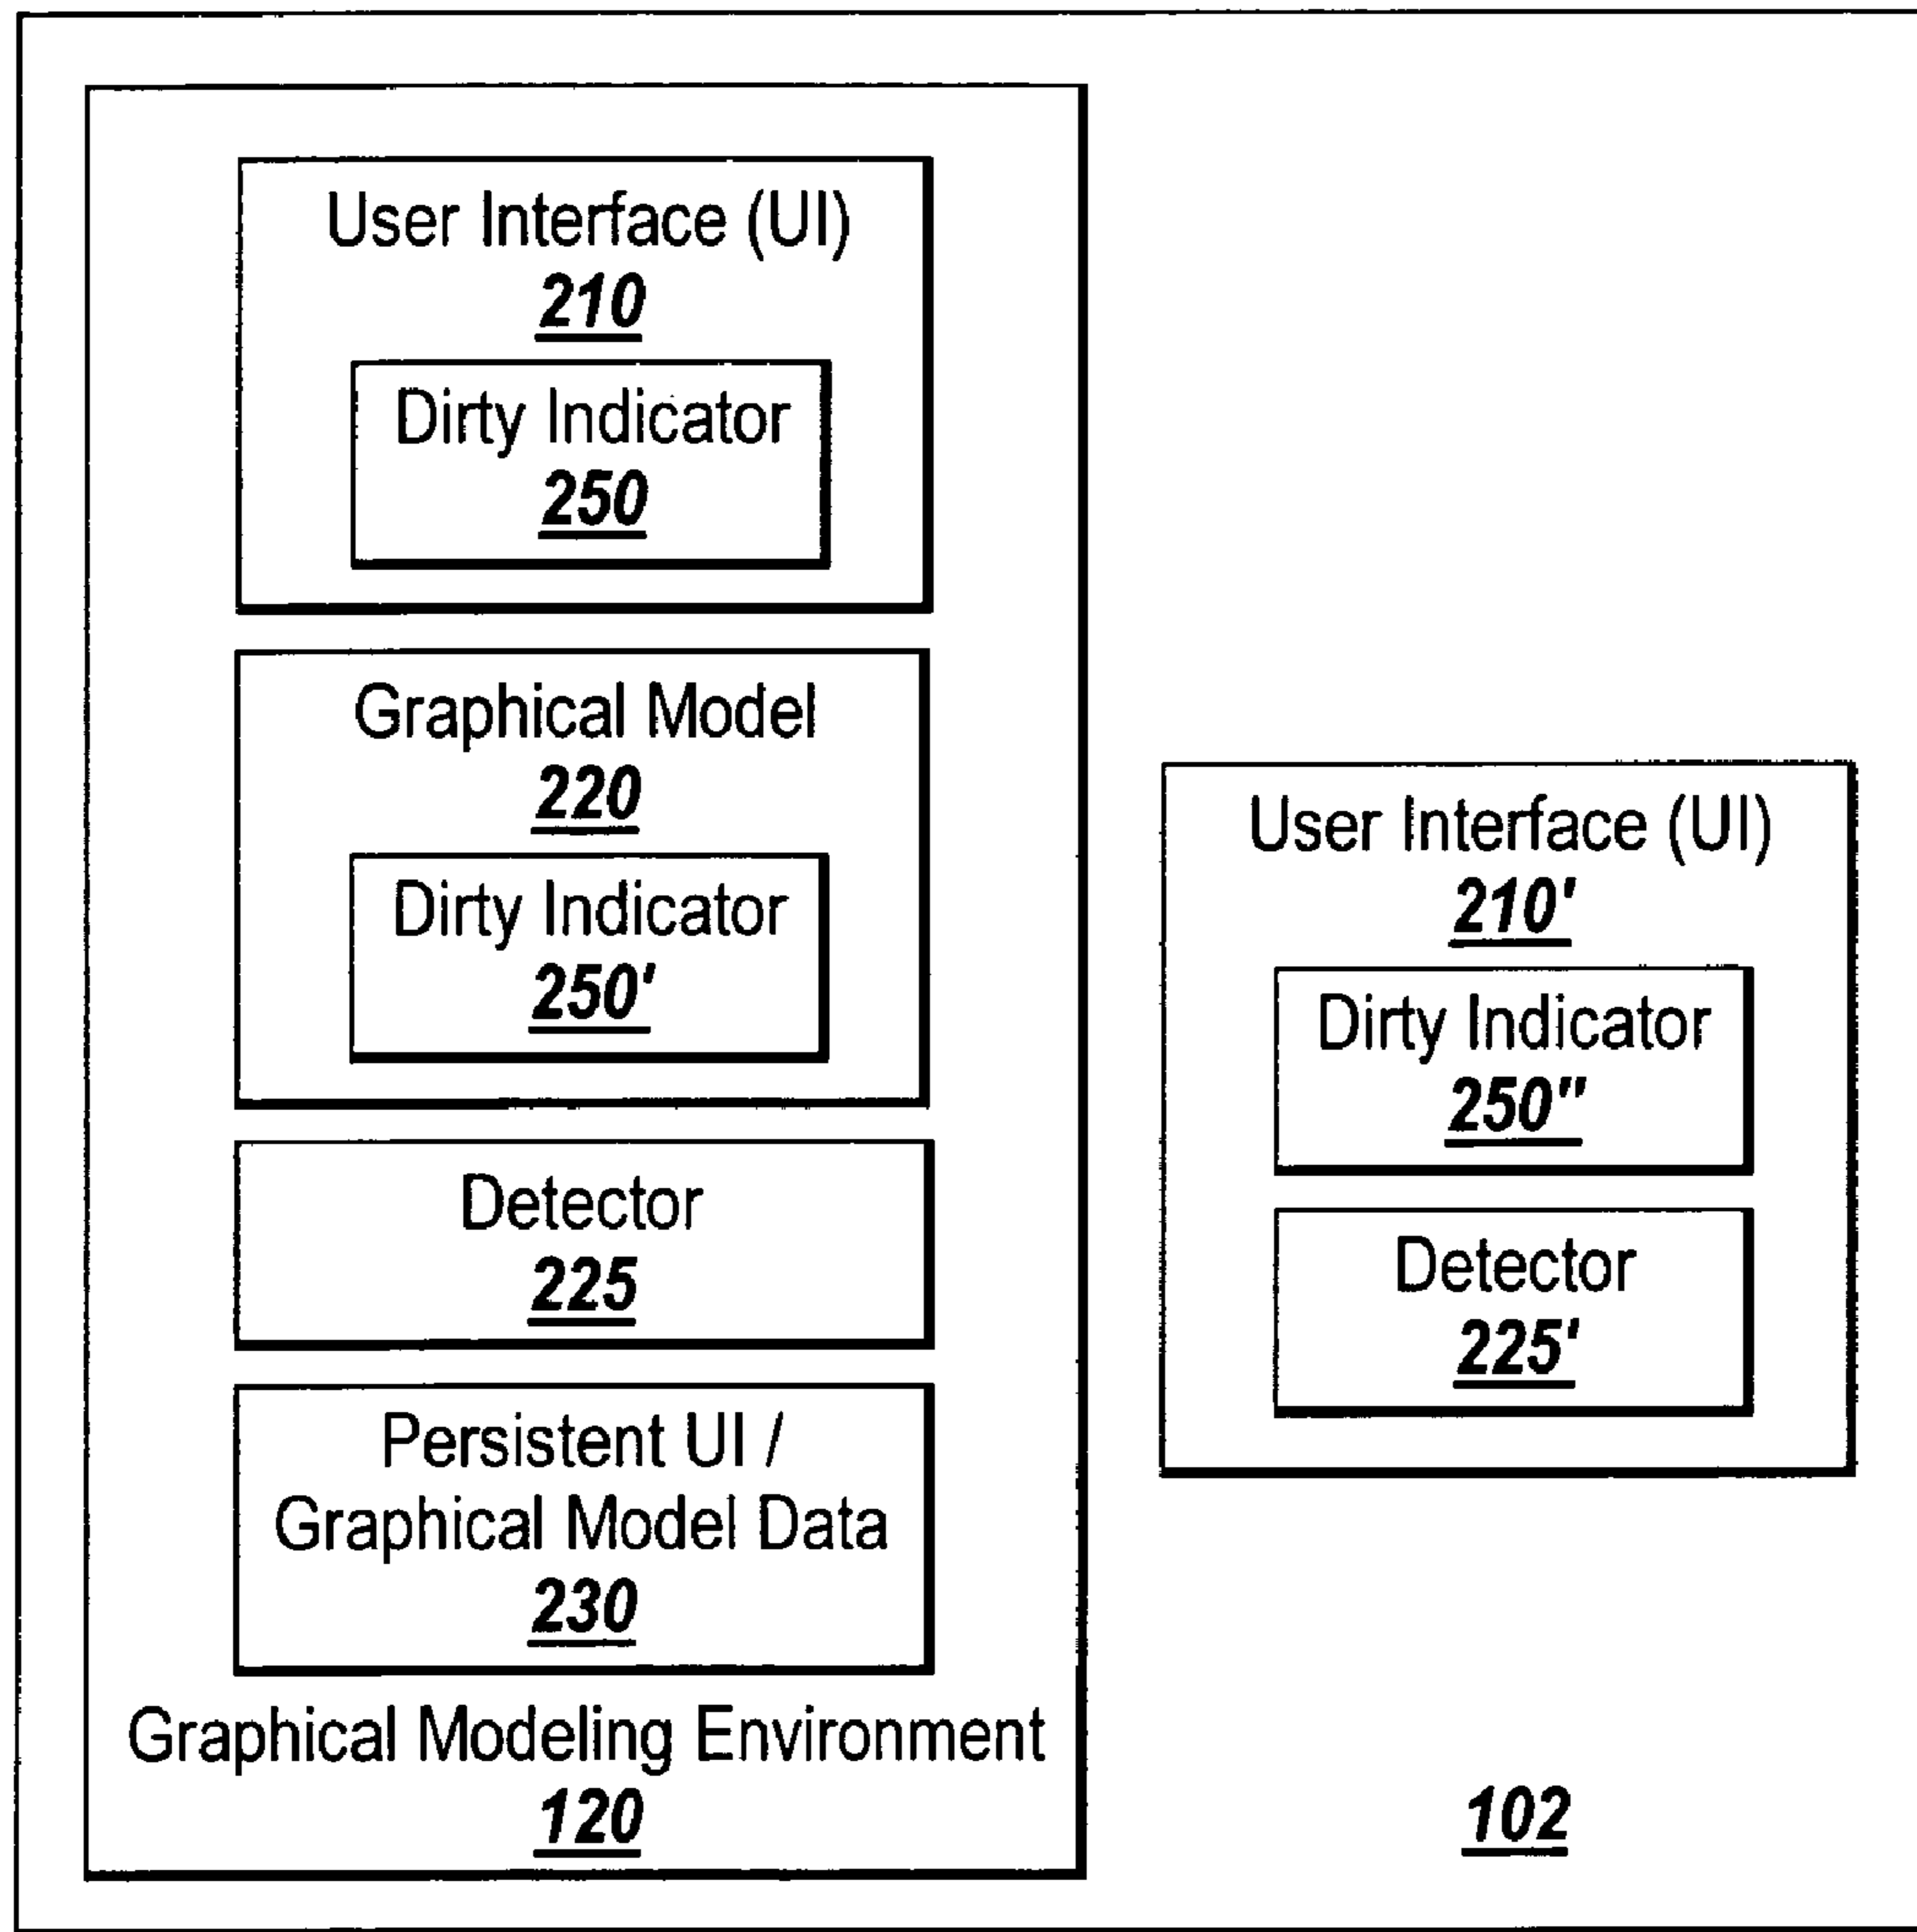 User Interface (UI)
210
Dirty Indicator
250
Graphical Model
220
Dirty Indicator
250'
Detector
225
Persistent UI /
Graphical Model Data
230
Graphical Modeling Environment
120
User Interface (UI)
210'
Dirty Indicator
250"
Detector
225'
102